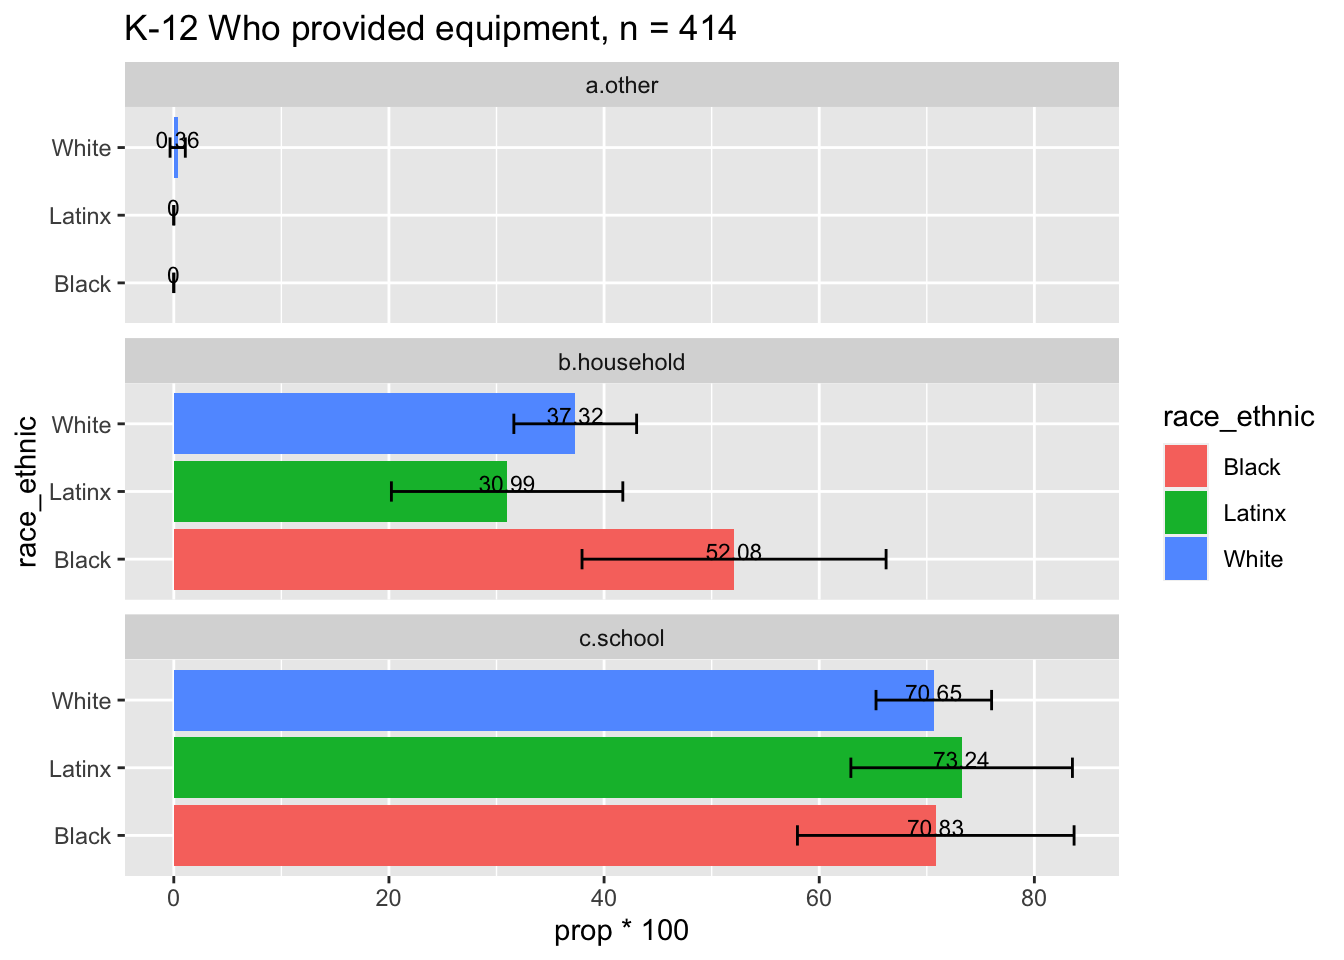 K-12 Who provided equipment, n = 414
a.other
White
0.36
Latinx
0
Black
0
b.household
White
37.32
Latinx
30.99
Black
52.08
c.school
White
70.65
Latinx
73.24
Black
70.83
0 20 40 60 80
prop * 100
race_ethnic
race_ethnic
Black
Latinx
White